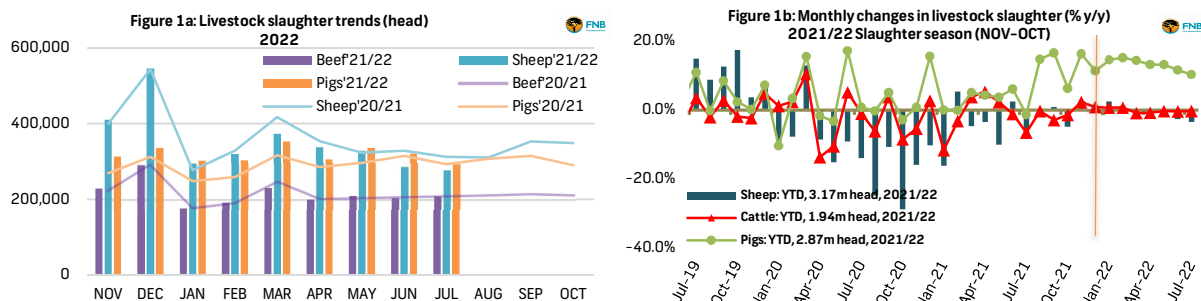 Figure 1a: Livestock slaughter trends (head)
2022
FNB
600,000
400,000
200,000
0
Beef'21/22
Sheep'21/22
Pigs'21/22
Beef'20/21
Sheep'20/21
Pigs'20/21
NOV DEC JAN FEB MAR APR MAY JUN JUL AUG SEP OCT
Figure 1b: Monthly changes in livestock slaughter (% y/y)
2021/22 Slaughter season (NOV-OCT)
FNB
20.0%
0.0%
-20.0%
-40.0%
Sheep: YTD, 3.17m head, 2021/22
Cattle: YTD, 1.94m head, 2021/22
Pigs: YTD, 2.87m head, 2021/22
Jul-19 Oct-19 Jan-20 Apr-20 Jul-20 Oct-20 Jan-21 Apr-21 Jul-21 Oct-21 Jan-22 Apr-22 Jul-22